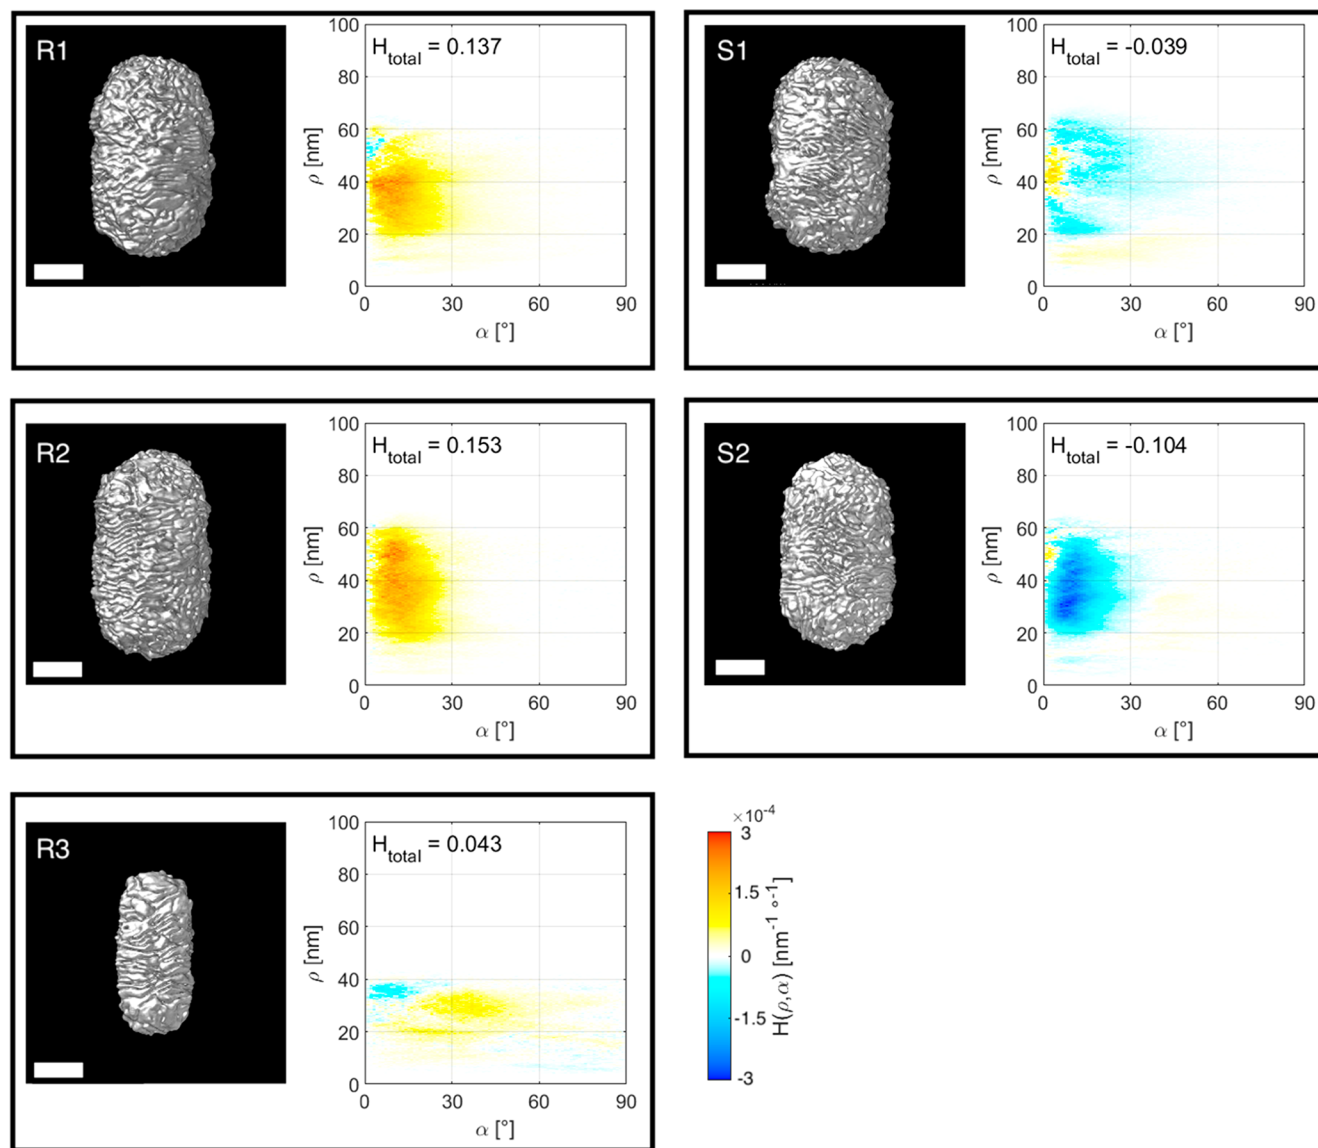 R1
H_total = 0.137
100
80
60
40
20
0
ρ [nm]
0 30 60 90
α [°]
S1
H_total = -0.039
100
80
60
40
20
0
ρ [nm]
0 30 60 90
α [°]
R2
H_total = 0.153
100
80
60
40
20
0
ρ [nm]
0 30 60 90
α [°]
S2
H_total = -0.104
100
80
60
40
20
0
ρ [nm]
0 30 60 90
α [°]
R3
H_total = 0.043
100
80
60
40
20
0
ρ [nm]
0 30 60 90
α [°]
×10⁻⁴
3
1.5
0
-1.5
-3
H(ρ,α) [nm⁻¹ °⁻¹]